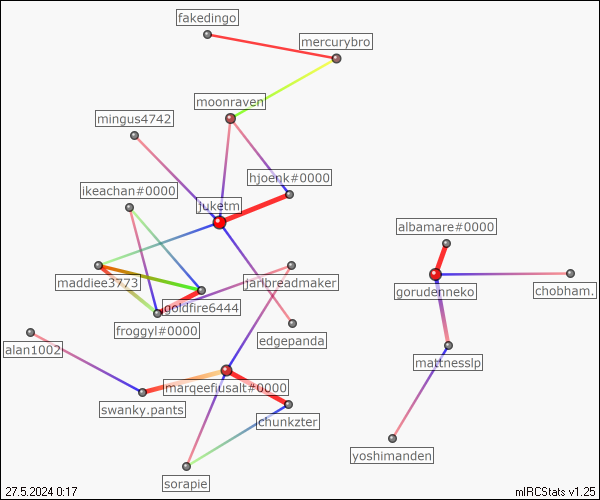 fakedingo
mercurybro
moonraven
mingus4742
hjoenk#0000
ikeachan#0000
juketm
albamare#0000
maddiee3773
jarlbreadmaker
gorudenneko
chobham.
goldfire6444
froggyl#0000
edgepanda
alan1002
mattnesslp
marqeefiusalt#0000
swanky.pants
chunkzter
yoshimanden
sorapie
27.5.2024 0:17
mIRCStats v1.25